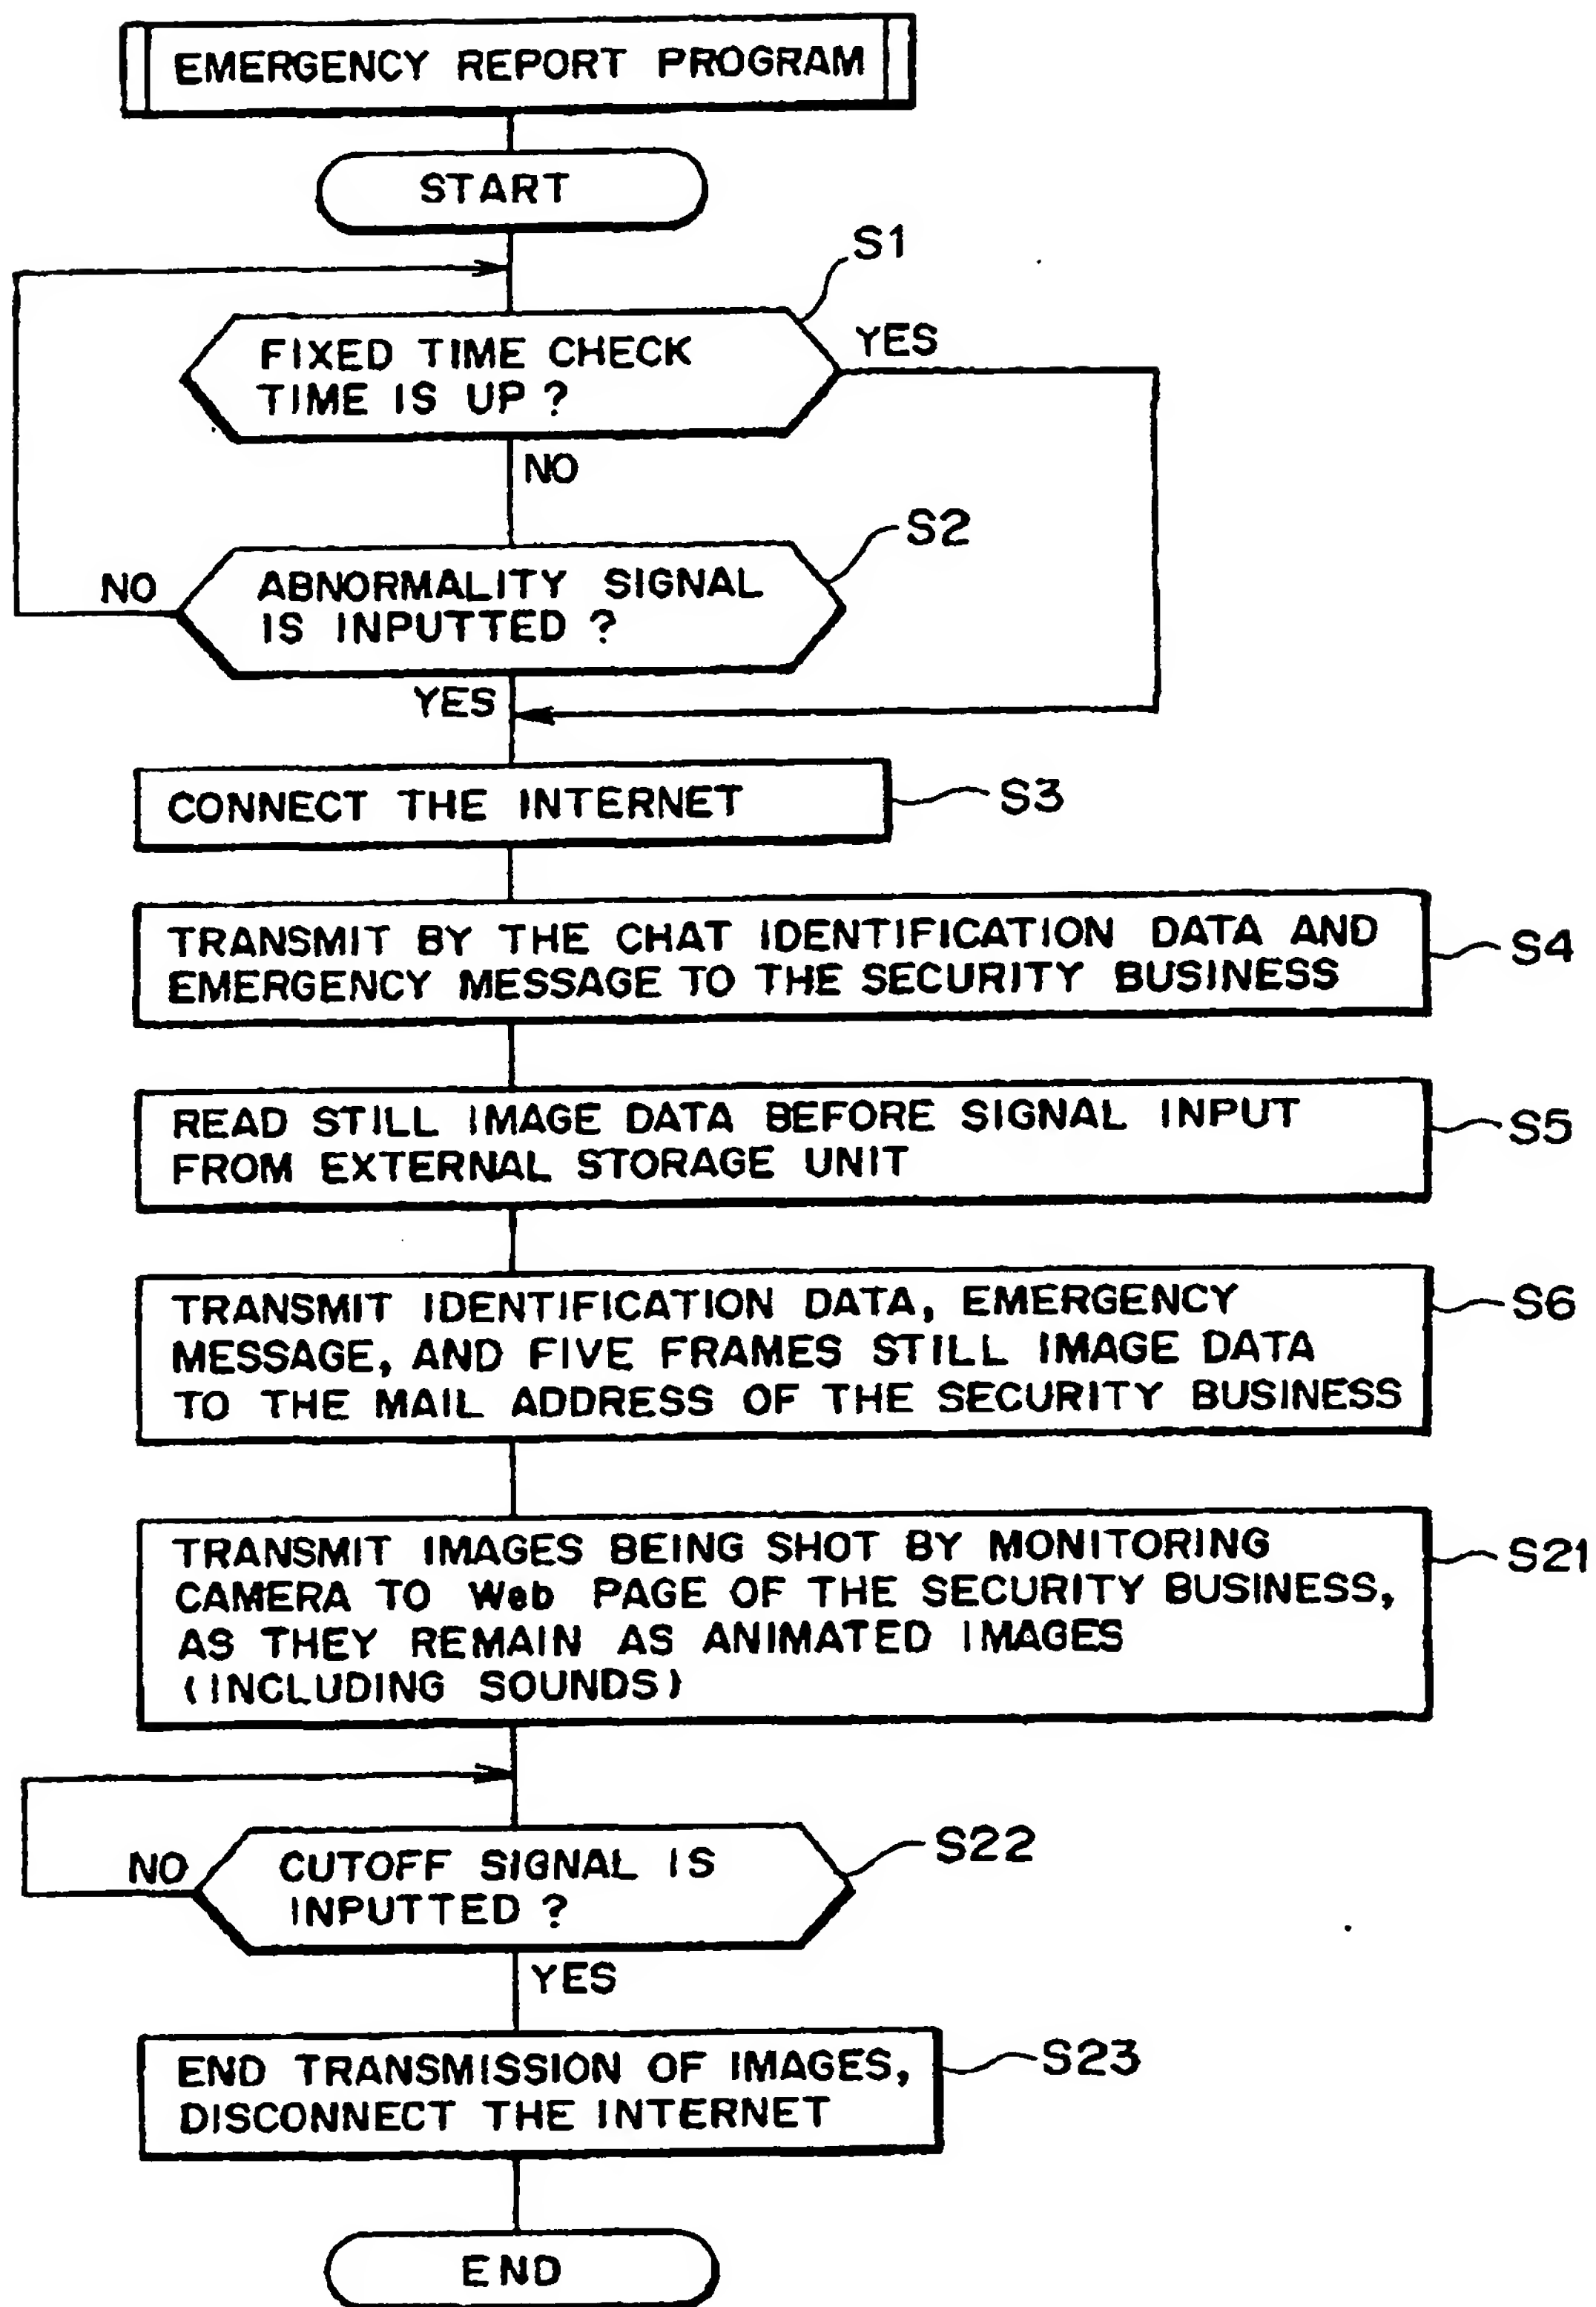 EMERGENCY REPORT PROGRAM
START
S1
FIXED TIME CHECK
TIME IS UP ?
YES
NO
S2
ABNORMALITY SIGNAL
IS INPUTTED ?
NO
YES
CONNECT THE INTERNET
S3
TRANSMIT BY THE CHAT IDENTIFICATION DATA AND
EMERGENCY MESSAGE TO THE SECURITY BUSINESS
S4
READ STILL IMAGE DATA BEFORE SIGNAL INPUT
FROM EXTERNAL STORAGE UNIT
S5
TRANSMIT IDENTIFICATION DATA, EMERGENCY
MESSAGE, AND FIVE FRAMES STILL IMAGE DATA
TO THE MAIL ADDRESS OF THE SECURITY BUSINESS
S6
TRANSMIT IMAGES BEING SHOT BY MONITORING
CAMERA TO Web PAGE OF THE SECURITY BUSINESS,
AS THEY REMAIN AS ANIMATED IMAGES
(INCLUDING SOUNDS)
S21
NO
CUTOFF SIGNAL IS
INPUTTED ?
S22
YES
END TRANSMISSION OF IMAGES,
DISCONNECT THE INTERNET
S23
END